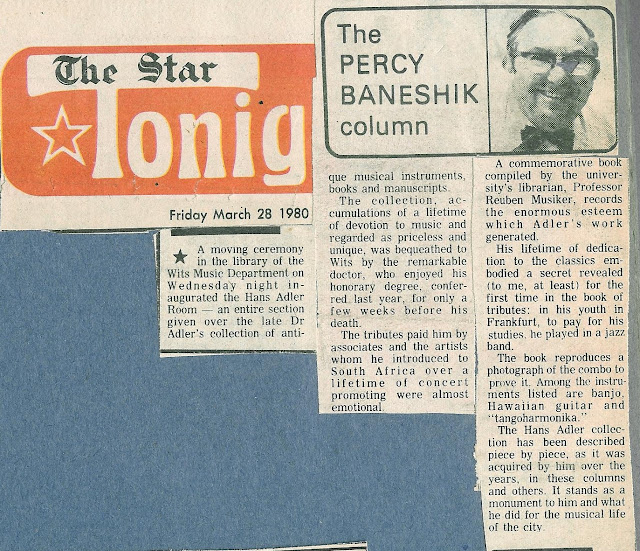 The Star
Tonig
Friday March 28 1980
The
PERCY
BANESHIK
column
★ A moving ceremony
in the library of the
Wits Music Department on
Wednesday night in-
augurated the Hans Adler
Room — an entire section
given over the late Dr
Adler's collection of anti-
que musical instruments,
books and manuscripts.
The collection, ac-
cumulations of a lifetime
of devotion to music and
regarded as priceless and
unique, was bequeathed to
Wits by the remarkable
doctor, who enjoyed his
honorary degree, confer-
red last year, for only a
few weeks before his
death.
The tributes paid him by
associates and the artists
whom he introduced to
South Africa over a
lifetime of concert
promoting were almost
emotional.
A commemorative book
compiled by the univer-
sity's librarian, Professor
Reuben Musiker, records
the enormous esteem
which Adler's work
generated.
His lifetime of dedica-
tion to the classics em-
bodied a secret revealed
(to me, at least) for the
first time in the book of
tributes: in his youth in
Frankfurt, to pay for his
studies, he played in a jazz
band.
The book reproduces a
photograph of the combo to
prove it. Among the instru-
ments listed are banjo,
Hawaiian guitar and
"tangoharmonika."
The Hans Adler collec-
tion has been described
piece by piece, as it was
acquired by him over the
years, in these columns
and others. It stands as a
monument to him and what
he did for the musical life
of the city.